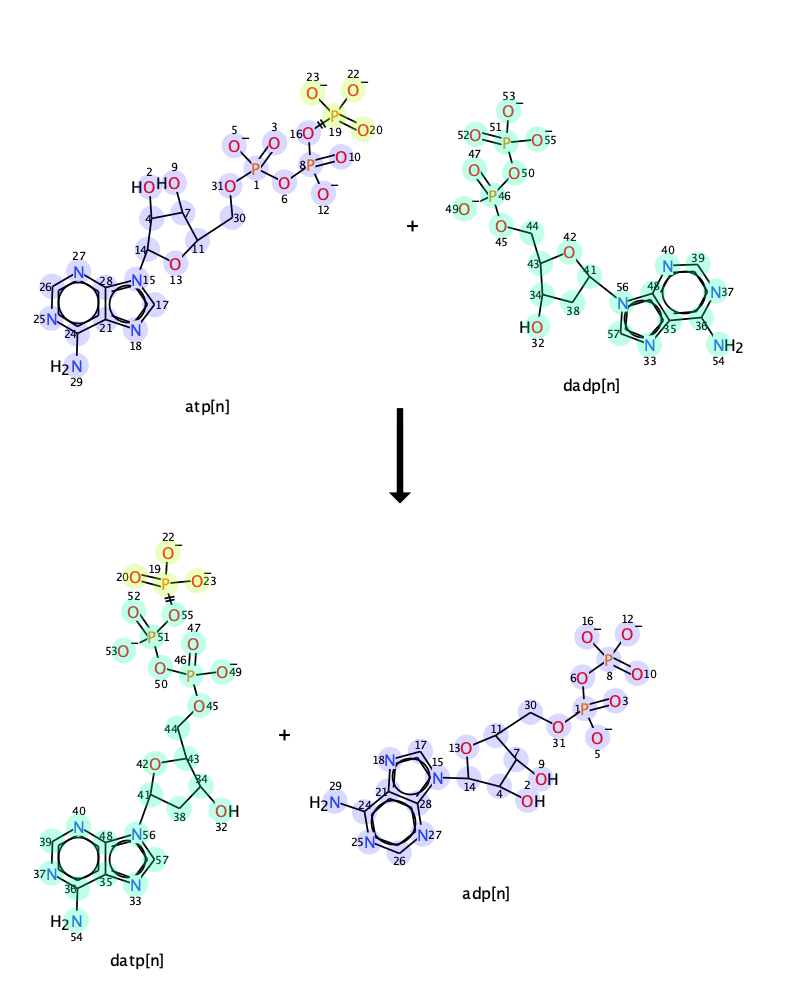 23 O⁻ 22 O⁻
53 O⁻
5 O⁻ 3 O 16 O P 19 O 20
52 O 51 P O⁻ 55
2 HO 9 HO P 1 8 P O 10
47 O O 50
31 O O 6 O⁻ 12
49 O⁻ P 46
4 7 30
O 45 44
14 11 O 13
+
42 O 43 41
40 N 39
27 N 28 N 15
26 17
34 38 56 N 48 N 37
25 N 24 21 N 18
HO 32 57 N 33 35 36
H₂N 29
NH₂ 54
dadp[n]
atp[n]
22 O⁻
20 O 19 P O⁻ 23
52 O O 55
53 O⁻ P 51 47 O
16 O⁻ 12 O⁻
50 O 46 P O⁻ 49
6 O P 8 O 10
O 45
30 1 P O 3
44
11 31 O O⁻ 5
+
42 O 43
17 13 O 7
18 N 15 N 9 OH
34
41 38 OH 32
29 H₂N 24 21 28 14 4 2 OH
40 N 48 N 56
25 N 26 N 27
39 57
37 N 36 35 N 33
adp[n]
H₂N 54
datp[n]